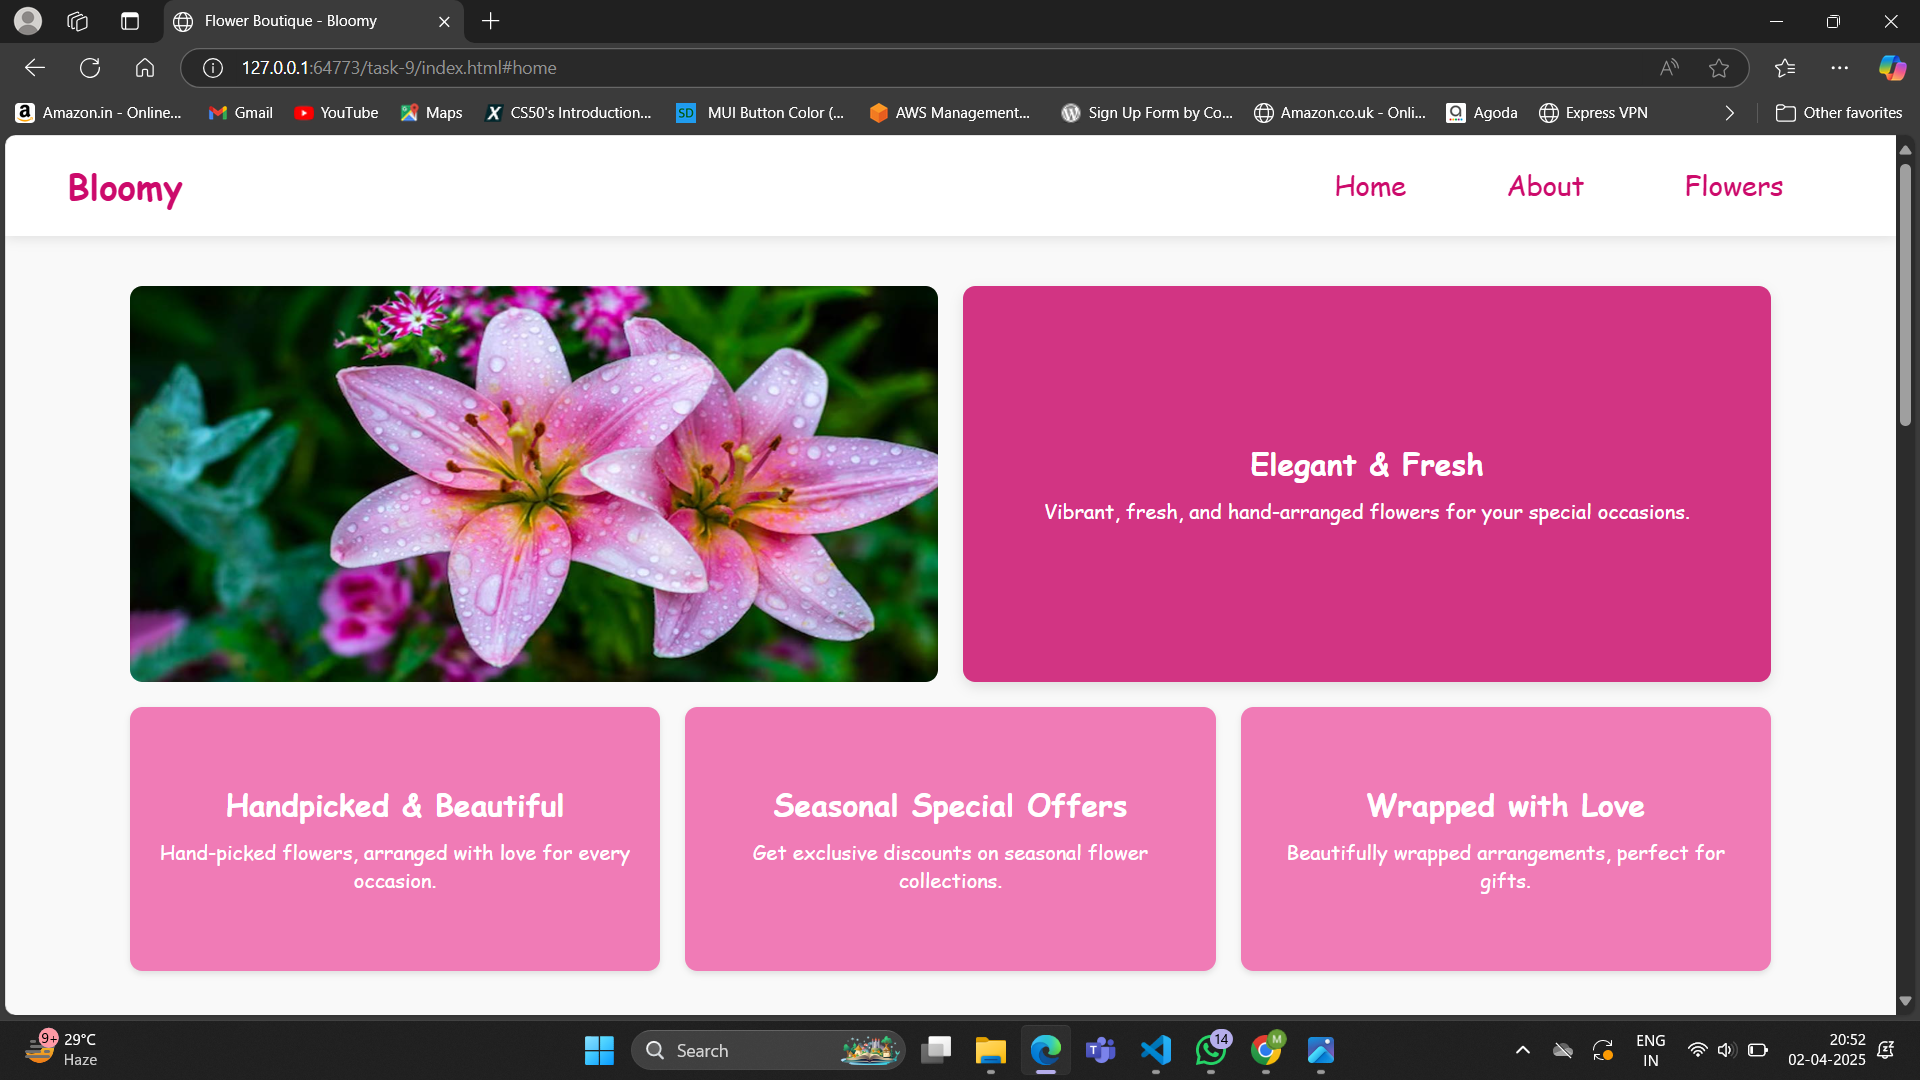 Flower Boutique - Bloomy
127.0.0.1:64773/task-9/index.html#home
Amazon.in - Online... Gmail YouTube Maps CS50's Introduction... SD MUI Button Color (... AWS Management... Sign Up Form by Co... Amazon.co.uk - Onli... Agoda Express VPN Other favorites
Bloomy Home About Flowers
Elegant & Fresh
Vibrant, fresh, and hand-arranged flowers for your special occasions.
Handpicked & Beautiful
Hand-picked flowers, arranged with love for every
occasion.
Seasonal Special Offers
Get exclusive discounts on seasonal flower
collections.
Wrapped with Love
Beautifully wrapped arrangements, perfect for
gifts.
9+ 29°C
Haze
Search
14
M
ENG
IN
20:52
02-04-2025